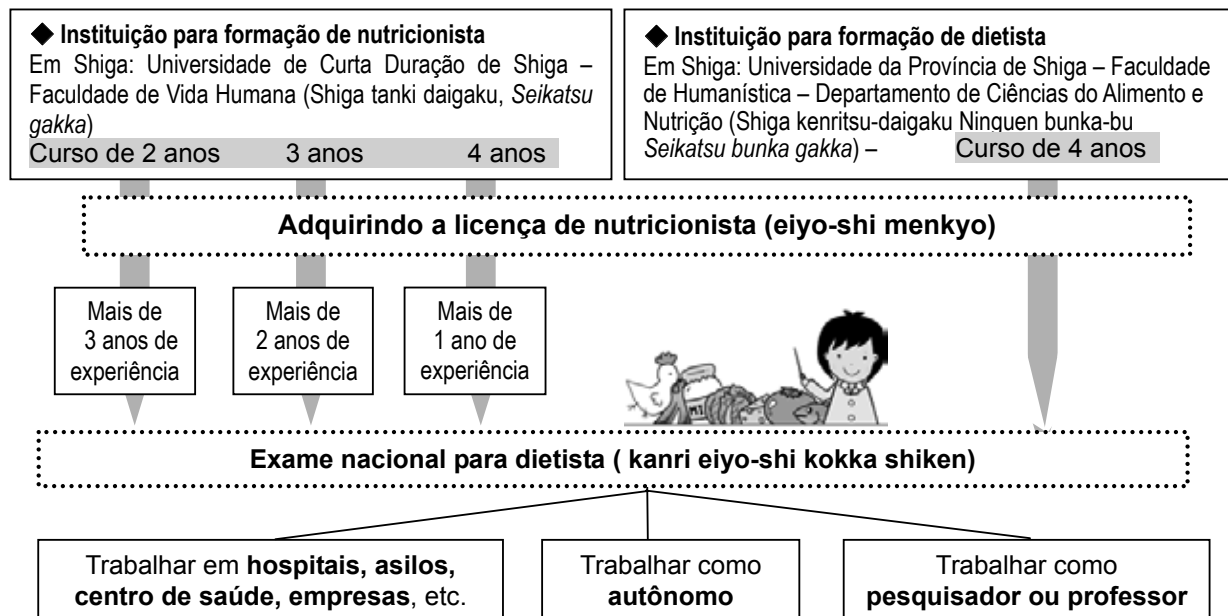 ◆ Instituição para formação de nutricionista
Em Shiga: Universidade de Curta Duração de Shiga –
Faculdade de Vida Humana (Shiga tanki daigaku, Seikatsu
gakka)
Curso de 2 anos 3 anos 4 anos
◆ Instituição para formação de dietista
Em Shiga: Universidade da Província de Shiga – Faculdade
de Humanística – Departamento de Ciências do Alimento e
Nutrição (Shiga kenritsu-daigaku Ninguen bunka-bu
Seikatsu bunka gakka) – Curso de 4 anos
Adquirindo a licença de nutricionista (eiyo-shi menkyo)
Mais de
3 anos de
experiência
Mais de
2 anos de
experiência
Mais de
1 ano de
experiência
Exame nacional para dietista ( kanri eiyo-shi kokka shiken)
Trabalhar em hospitais, asilos,
centro de saúde, empresas, etc.
Trabalhar como
autônomo
Trabalhar como
pesquisador ou professor